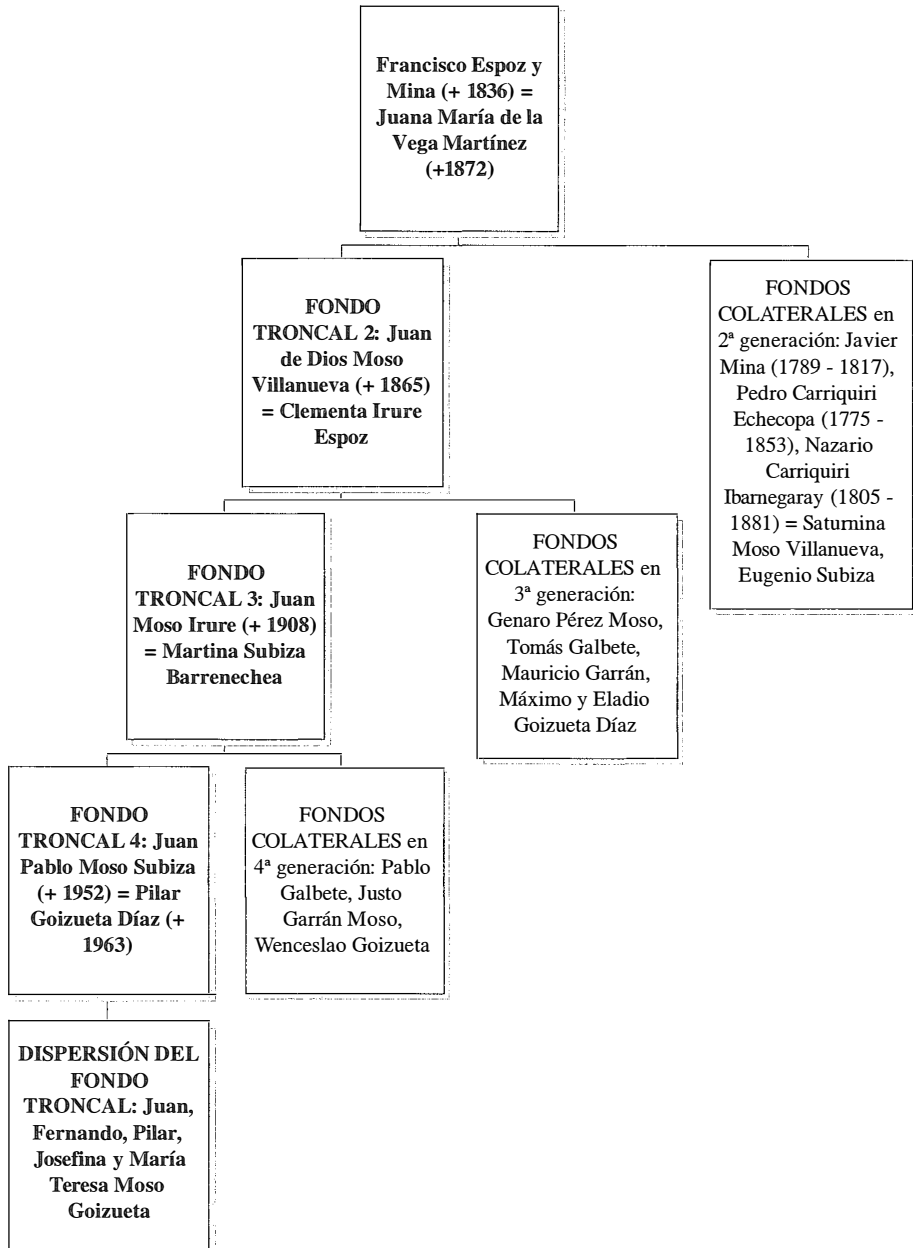 Francisco Espoz y
Mina (+ 1836) =
Juana María de la
Vega Martínez
(+1872)
FONDO
TRONCAL 2: Juan
de Dios Moso
Villanueva (+ 1865)
= Clementa Irure
Espoz
FONDOS
COLATERALES en
2ª generación: Javier
Mina (1789 - 1817),
Pedro Carriquiri
Echecopa (1775 -
1853), Nazario
Carriquiri
Ibarnegaray (1805 -
1881) = Saturnina
Moso Villanueva,
Eugenio Subiza
FONDO
TRONCAL 3: Juan
Moso Irure (+ 1908)
= Martina Subiza
Barrenechea
FONDOS
COLATERALES en
3ª generación:
Genaro Pérez Moso,
Tomás Galbete,
Mauricio Garrán,
Máximo y Eladio
Goizueta Díaz
FONDO
TRONCAL 4: Juan
Pablo Moso Subiza
(+ 1952) = Pilar
Goizueta Díaz (+
1963)
FONDOS
COLATERALES en
4ª generación: Pablo
Galbete, Justo
Garrán Moso,
Wenceslao Goizueta
DISPERSIÓN DEL
FONDO
TRONCAL: Juan,
Fernando, Pilar,
Josefina y María
Teresa Moso
Goizueta